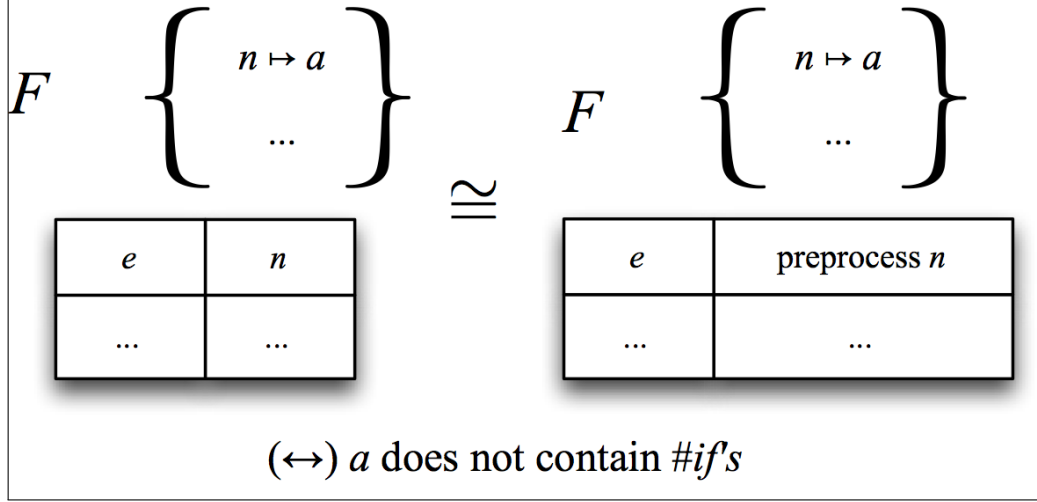 F { n ↦ a ... }
e n
... ...
≅
F { n ↦ a ... }
e preprocess n
... ...
(↔) a does not contain #if's